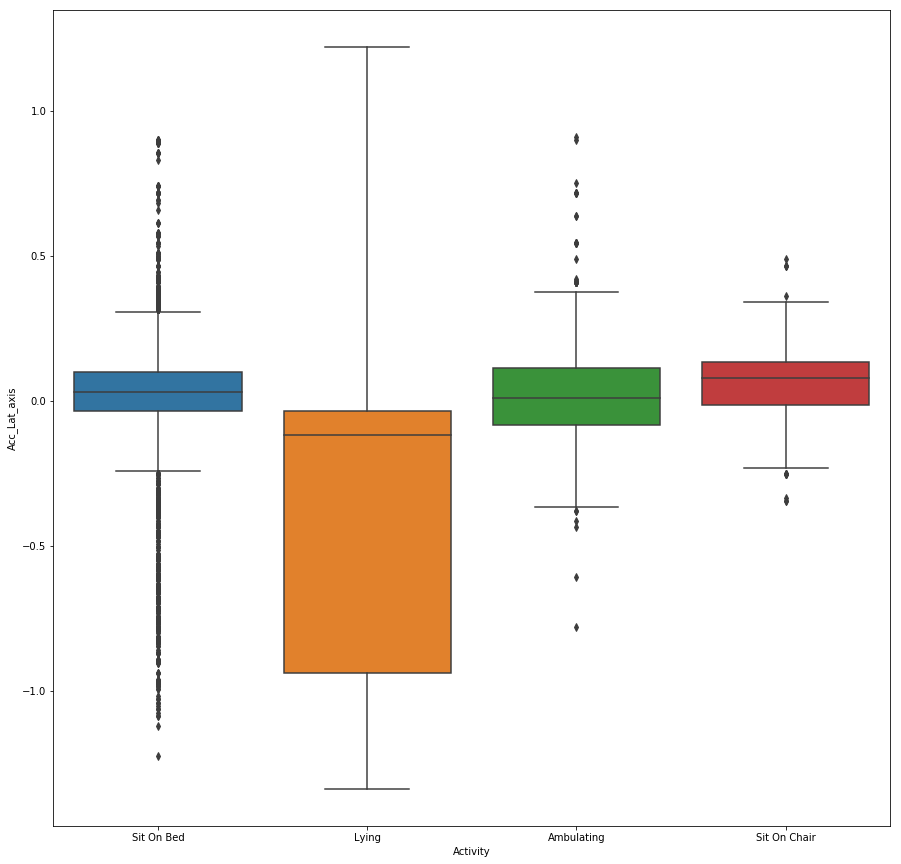 1.0
0.5
0.0
−0.5
−1.0
Acc_Lat_axis
Sit On Bed
Lying
Ambulating
Sit On Chair
Activity